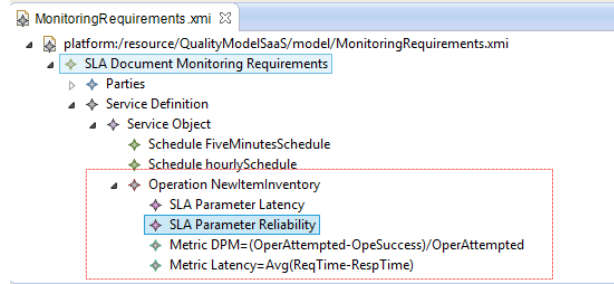 MonitoringRequirements.xmi
platform:/resource/QualityModelSaaS/model/MonitoringRequirements.xmi
SLA Document Monitoring Requirements
Parties
Service Definition
Service Object
Schedule FiveMinutesSchedule
Schedule hourlySchedule
Operation NewItemInventory
SLA Parameter Latency
SLA Parameter Reliability
Metric DPM=(OperAttempted-OpeSuccess)/OperAttempted
Metric Latency=Avg(ReqTime-RespTime)